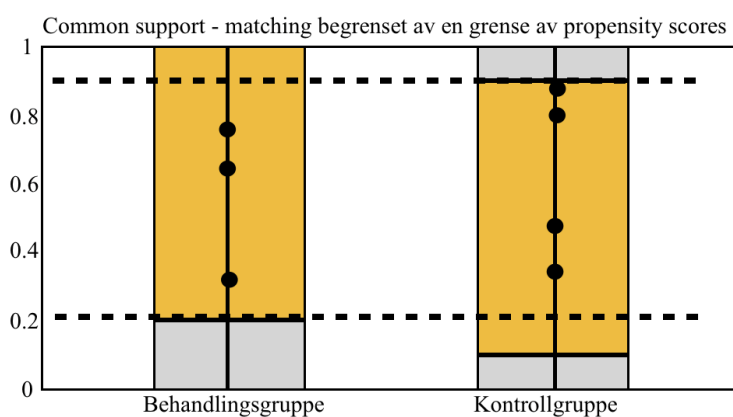 Common support - matching begrenset av en grense av propensity scores
1
0.8
0.6
0.4
0.2
0
Behandlingsgruppe
Kontrollgruppe